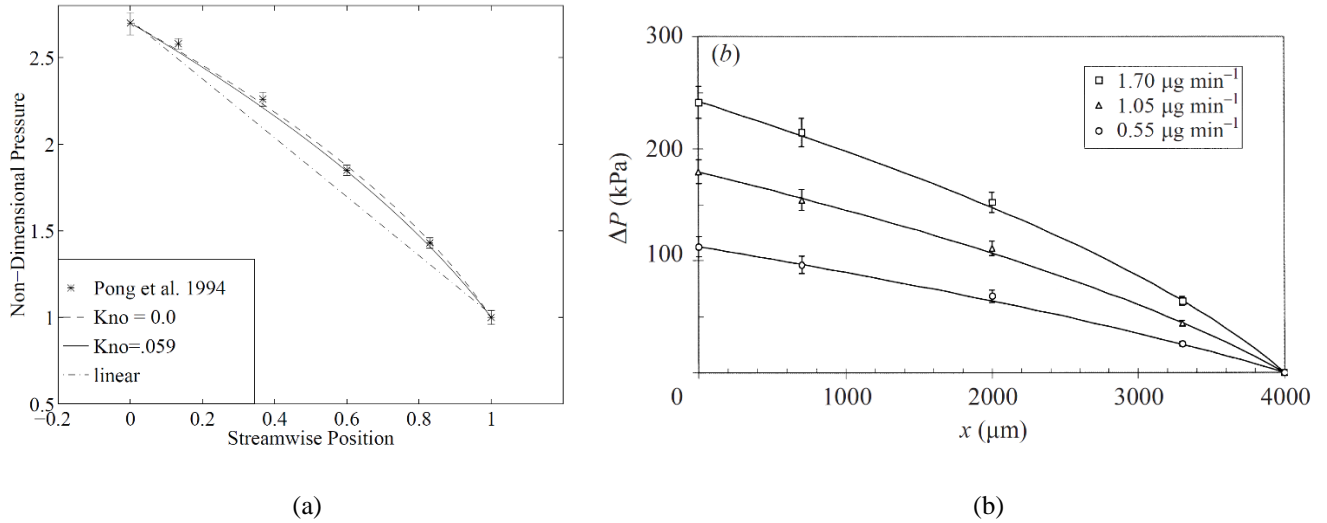 2.5
2
1.5
1
0.5
Non−Dimensional Pressure
Pong et al. 1994
Kno = 0.0
Kno=.059
linear
−0.2 0 0.2 0.4 0.6 0.8 1
Streamwise Position
(a)
(b)
300
200
100
0
ΔP (kPa)
1.70 μg min⁻¹
1.05 μg min⁻¹
0.55 μg min⁻¹
0 1000 2000 3000 4000
x (μm)
(b)